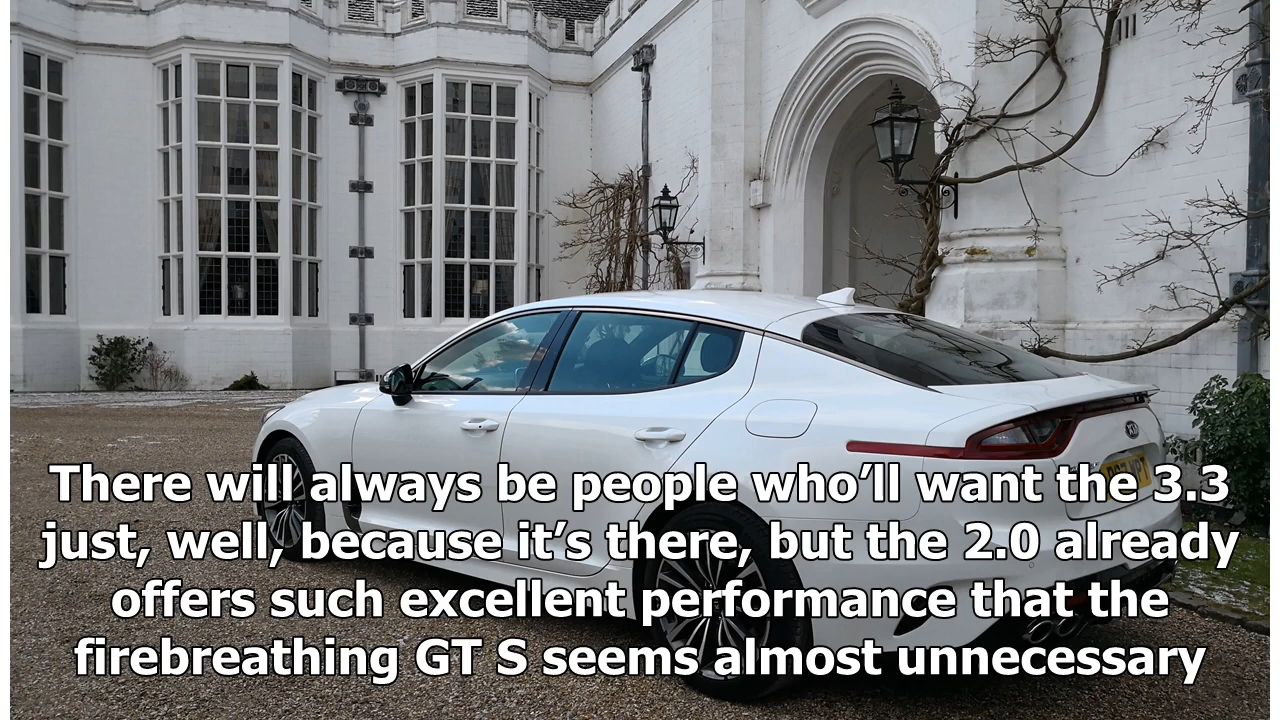 KIA
There will always be people who’ll want the 3.3
just, well, because it’s there, but the 2.0 already
offers such excellent performance that the
firebreathing GT S seems almost unnecessary